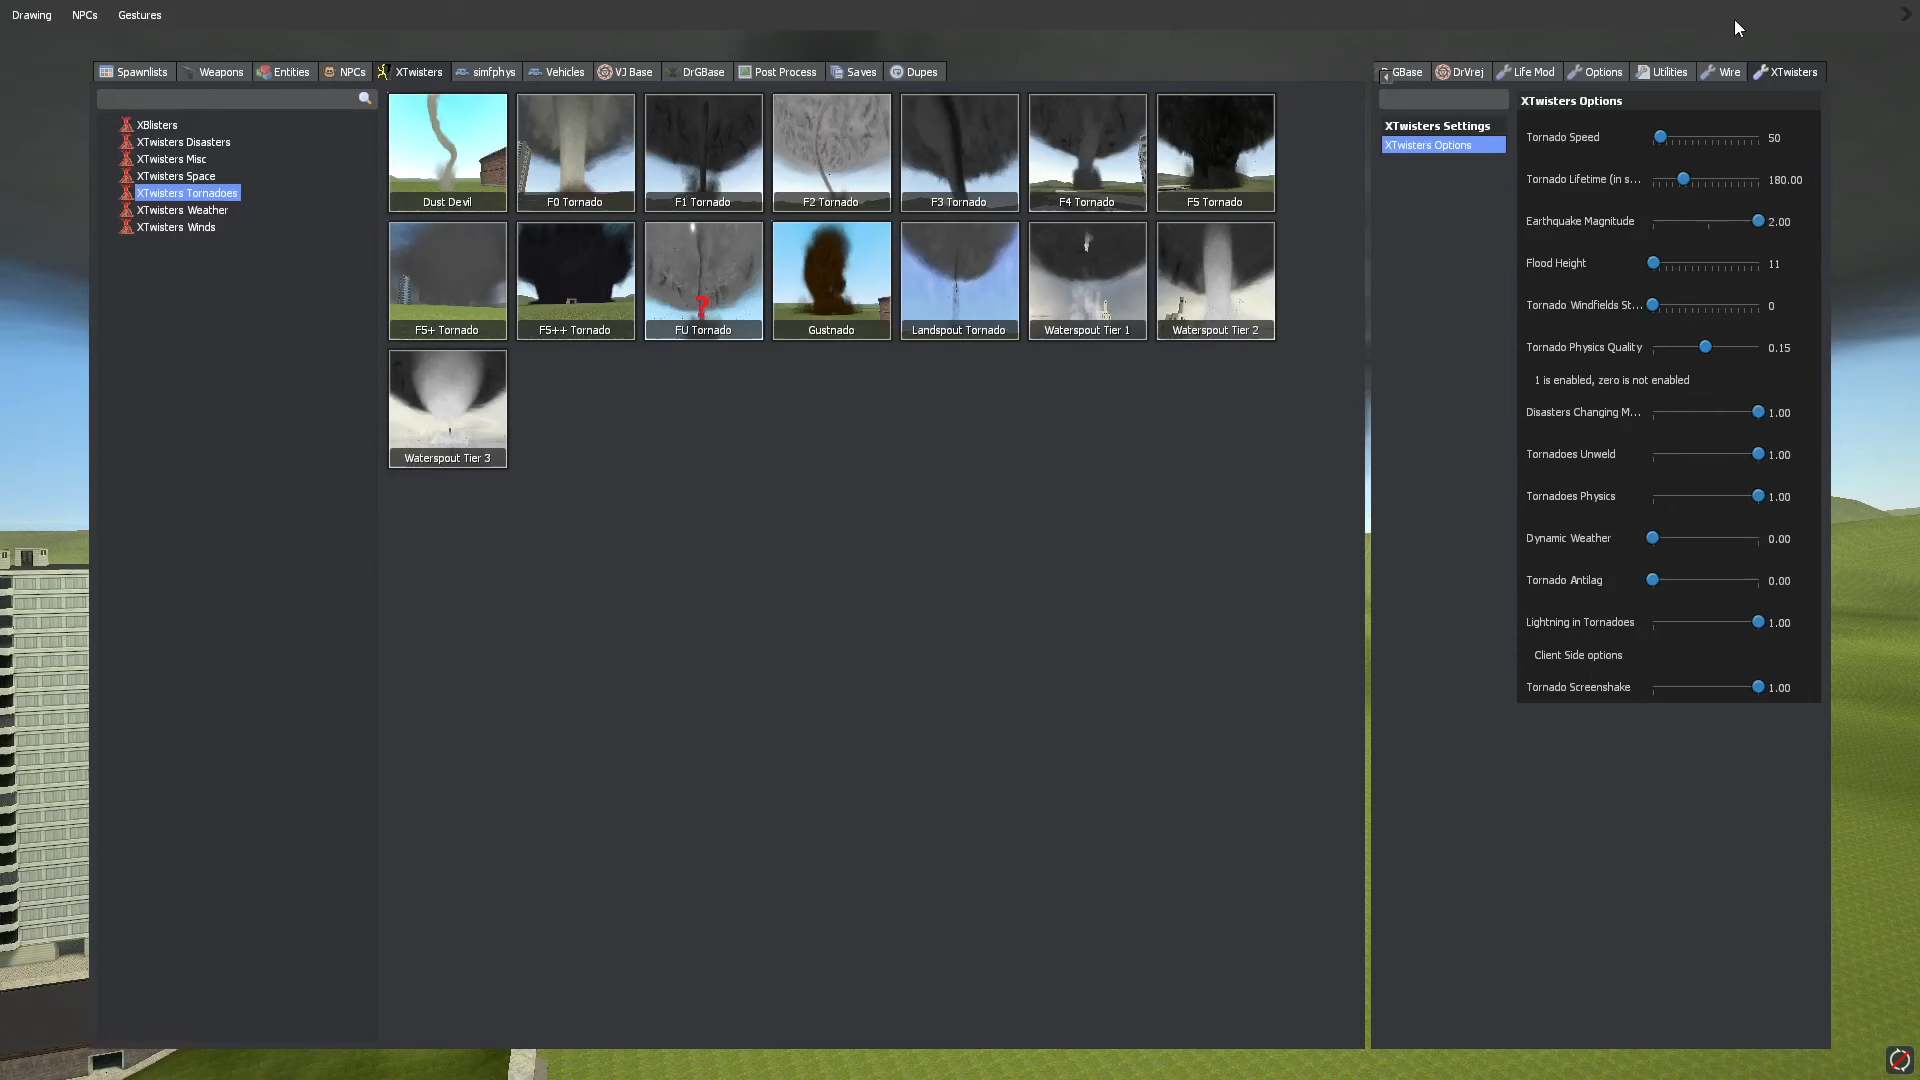 Drawing NPCs Gestures
Spawnlists Weapons Entities NPCs XTwisters simfphys Vehicles VJ Base DrGBase Post Process Saves Dupes
GBase DrVrej Life Mod Options Utilities Wire XTwisters
XBlisters
XTwisters Disasters
XTwisters Misc
XTwisters Space
XTwisters Tornadoes
XTwisters Weather
XTwisters Winds
Dust Devil F0 Tornado F1 Tornado F2 Tornado F3 Tornado F4 Tornado F5 Tornado
F5+ Tornado F5++ Tornado FU Tornado Gustnado Landspout Tornado Waterspout Tier 1 Waterspout Tier 2
?
Waterspout Tier 3
XTwisters Settings
XTwisters Options
XTwisters Options
Tornado Speed 50
Tornado Lifetime (in s... 180.00
Earthquake Magnitude 2.00
Flood Height 11
Tornado Windfields St... 0
Tornado Physics Quality 0.15
1 is enabled, zero is not enabled
Disasters Changing M... 1.00
Tornadoes Unweld 1.00
Tornadoes Physics 1.00
Dynamic Weather 0.00
Tornado Antilag 0.00
Lightning in Tornadoes 1.00
Client Side options
Tornado Screenshake 1.00